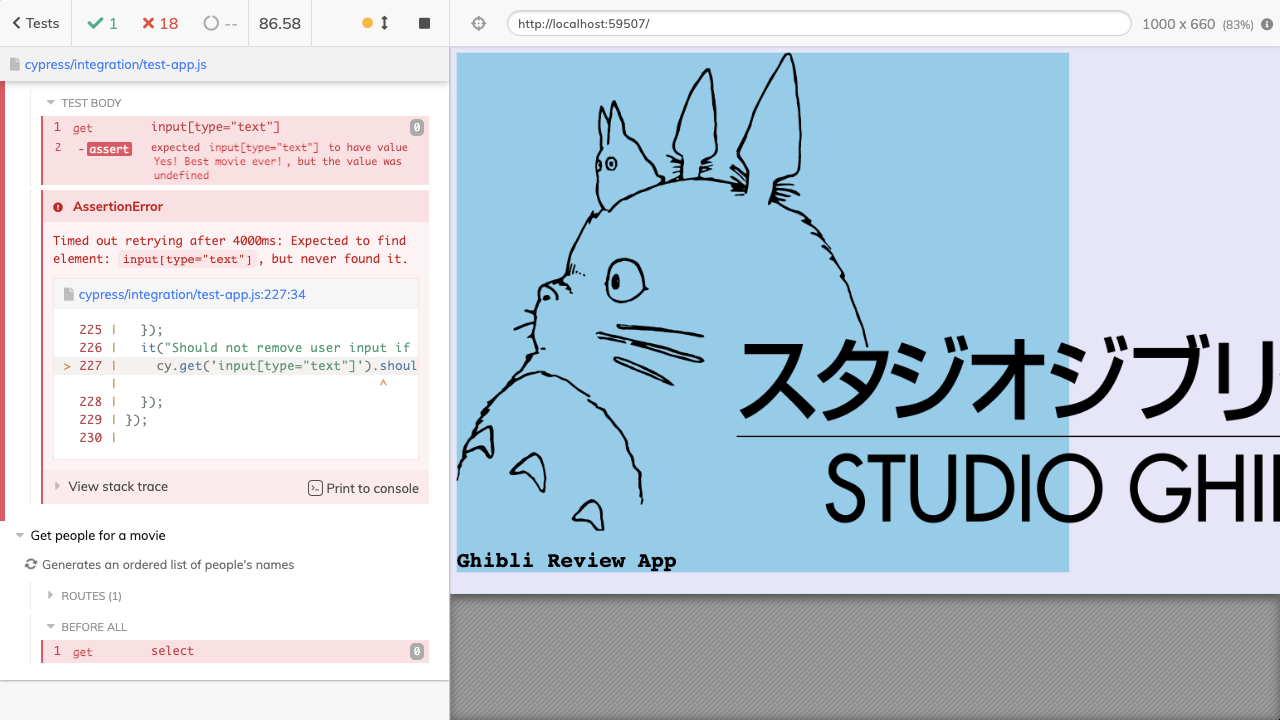 Tests
1
18
--
86.58
http://localhost:59507/
1000 x 660 (83%)
cypress/integration/test-app.js
TEST BODY
1 get input[type="text"] 0
2 -assert expected input[type="text"] to have value
Yes! Best movie ever!, but the value was
undefined
AssertionError
Timed out retrying after 4000ms: Expected to find
element: input[type="text"], but never found it.
cypress/integration/test-app.js:227:34
225 | });
226 | it("Should not remove user input if
> 227 | cy.get('input[type="text"]').shoul
| ^
228 | });
229 | });
230 |
View stack trace
Print to console
Get people for a movie
Generates an ordered list of people's names
ROUTES (1)
BEFORE ALL
1 get select 0
スタジオジブリ
STUDIO GHI
Ghibli Review App